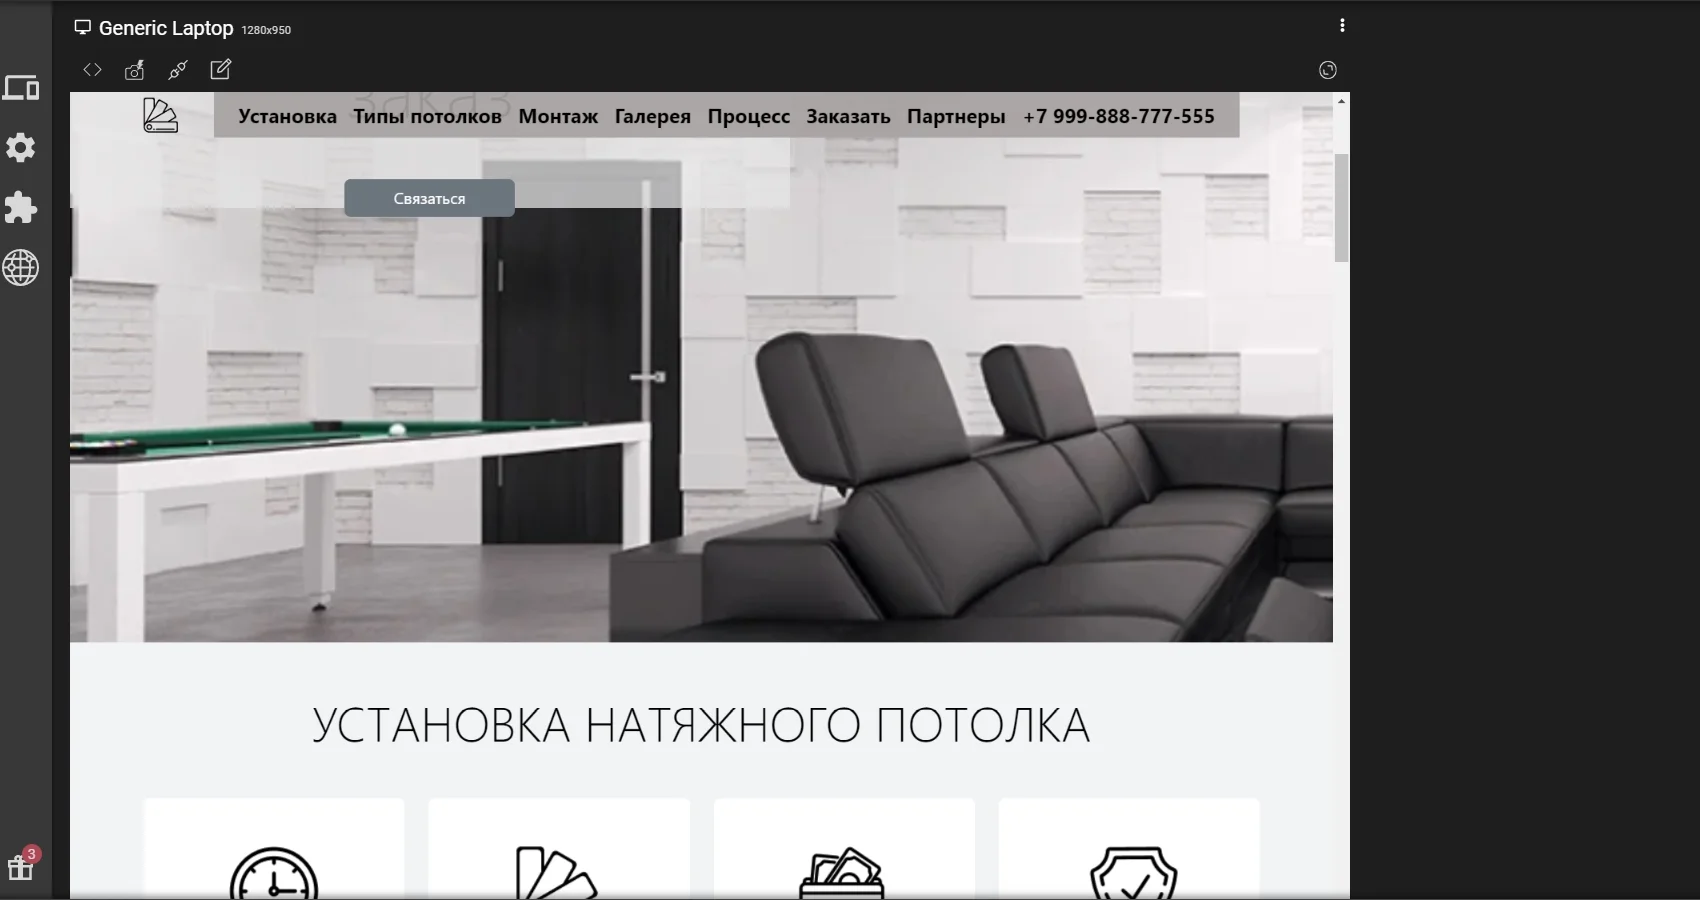 Generic Laptop 1280x950
заказ
Установка Типы потолков Монтаж Галерея Процесс Заказать Партнеры +7 999-888-777-555
Связаться
УСТАНОВКА НАТЯЖНОГО ПОТОЛКА
3